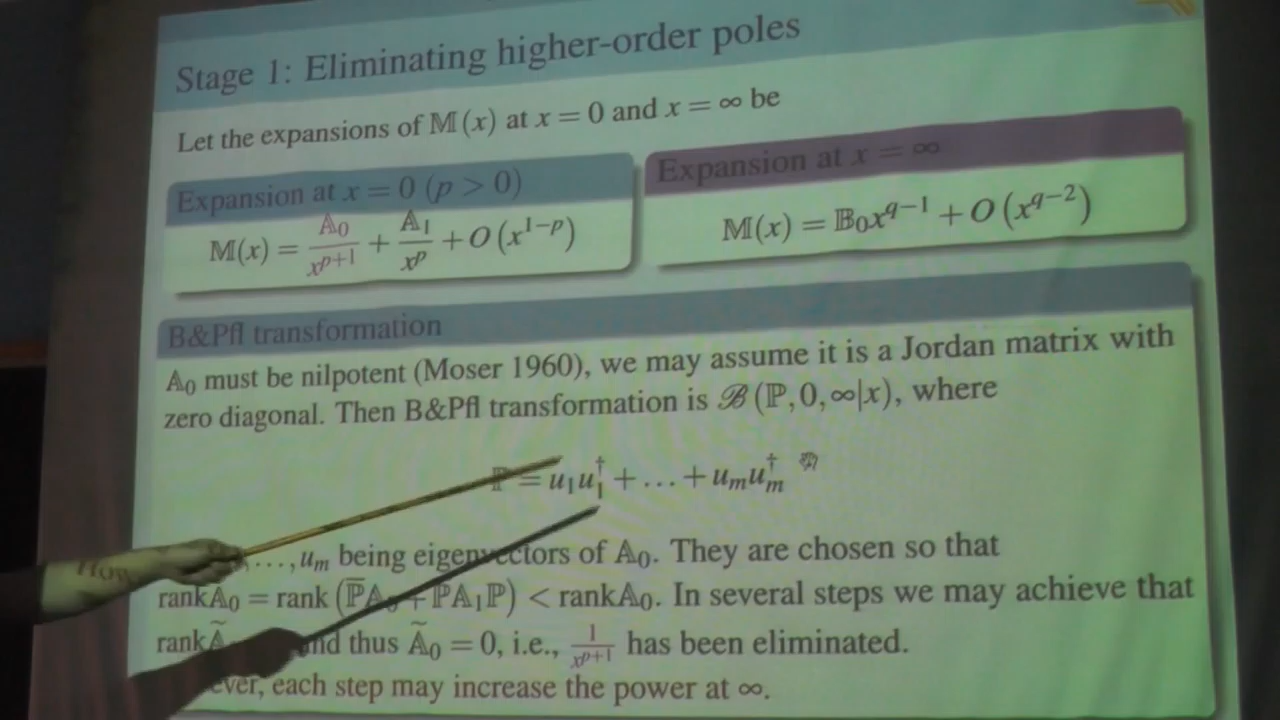 Stage 1: Eliminating higher-order poles
Let the expansions of 𝕄(x) at x = 0 and x = ∞ be
Expansion at x = 0 (p > 0)
𝕄(x) = 𝔸₀/x^{p+1} + 𝔸₁/x^p + O(x^{1−p})
Expansion at x = ∞
𝕄(x) = 𝔹₀x^{q−1} + O(x^{q−2})
B&Pfl transformation
𝔸₀ must be nilpotent (Moser 1960), we may assume it is a Jordan matrix with
zero diagonal. Then B&Pfl transformation is ℬ(ℙ, 0, ∞|x), where
ℙ = u₁u₁† + … + uₘuₘ†
…, uₘ being eigenvectors of 𝔸₀. They are chosen so that
rank𝔸₀ = rank (ℙ̅𝔸₀ + ℙ𝔸₁ℙ) < rank𝔸₀. In several steps we may achieve that
rank𝔸̃ and thus 𝔸̃₀ = 0, i.e., 1/x^{p+1} has been eliminated.
each step may increase the power at ∞.